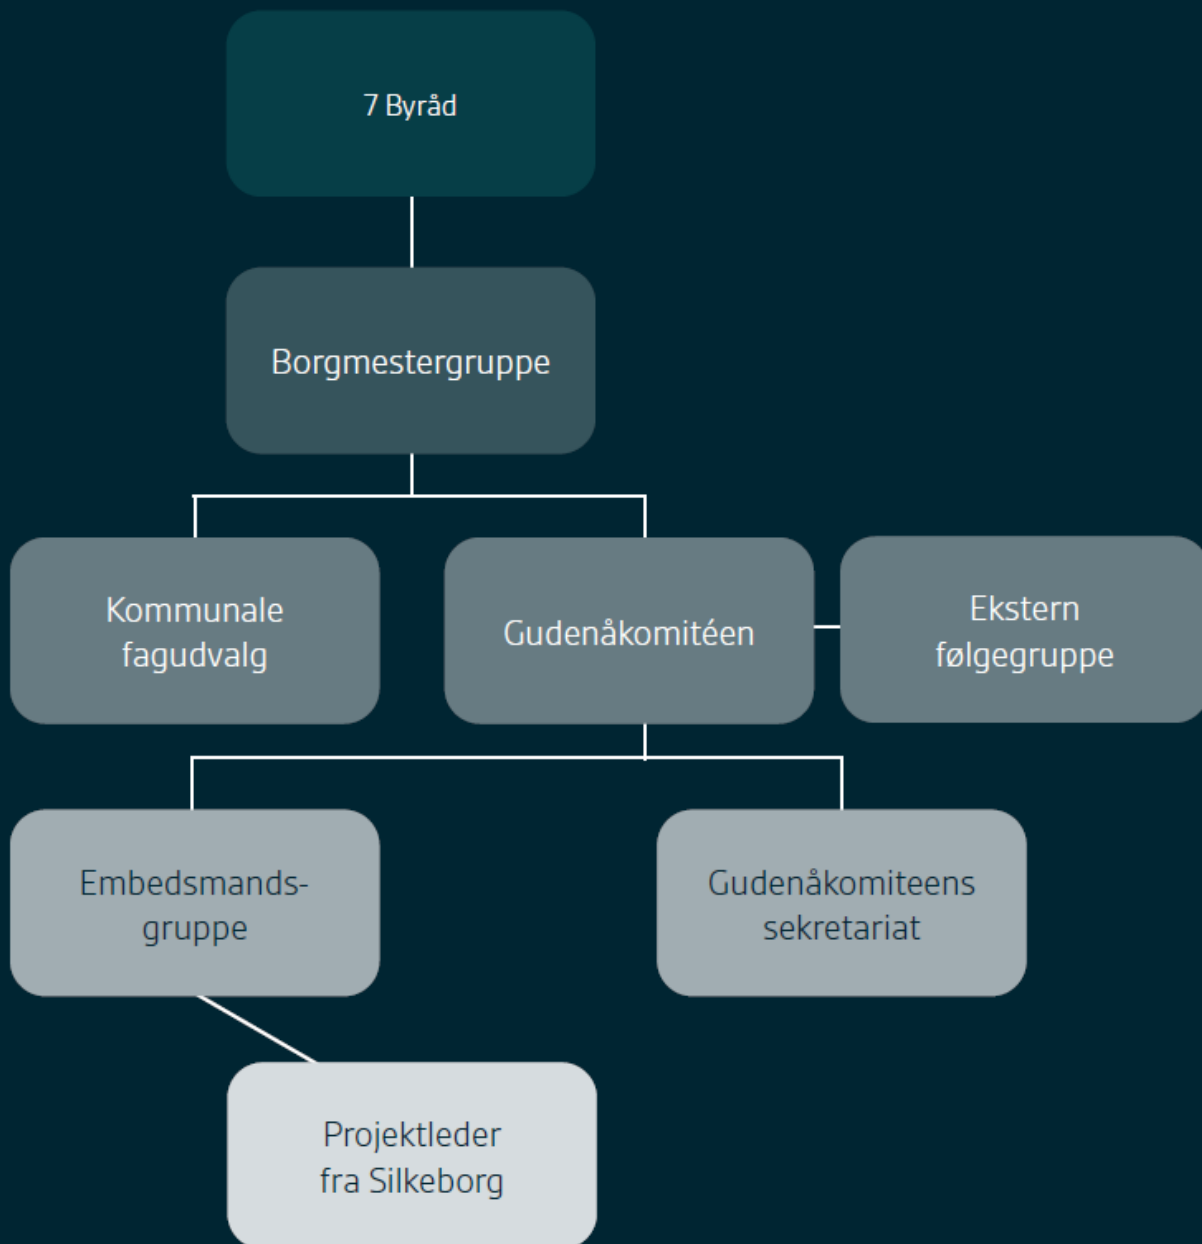 7 Byråd
Borgmestergruppe
Kommunale
fagudvalg
Gudenåkomitéen
Ekstern
følgegruppe
Embedsmands-
gruppe
Gudenåkomiteens
sekretariat
Projektleder
fra Silkeborg